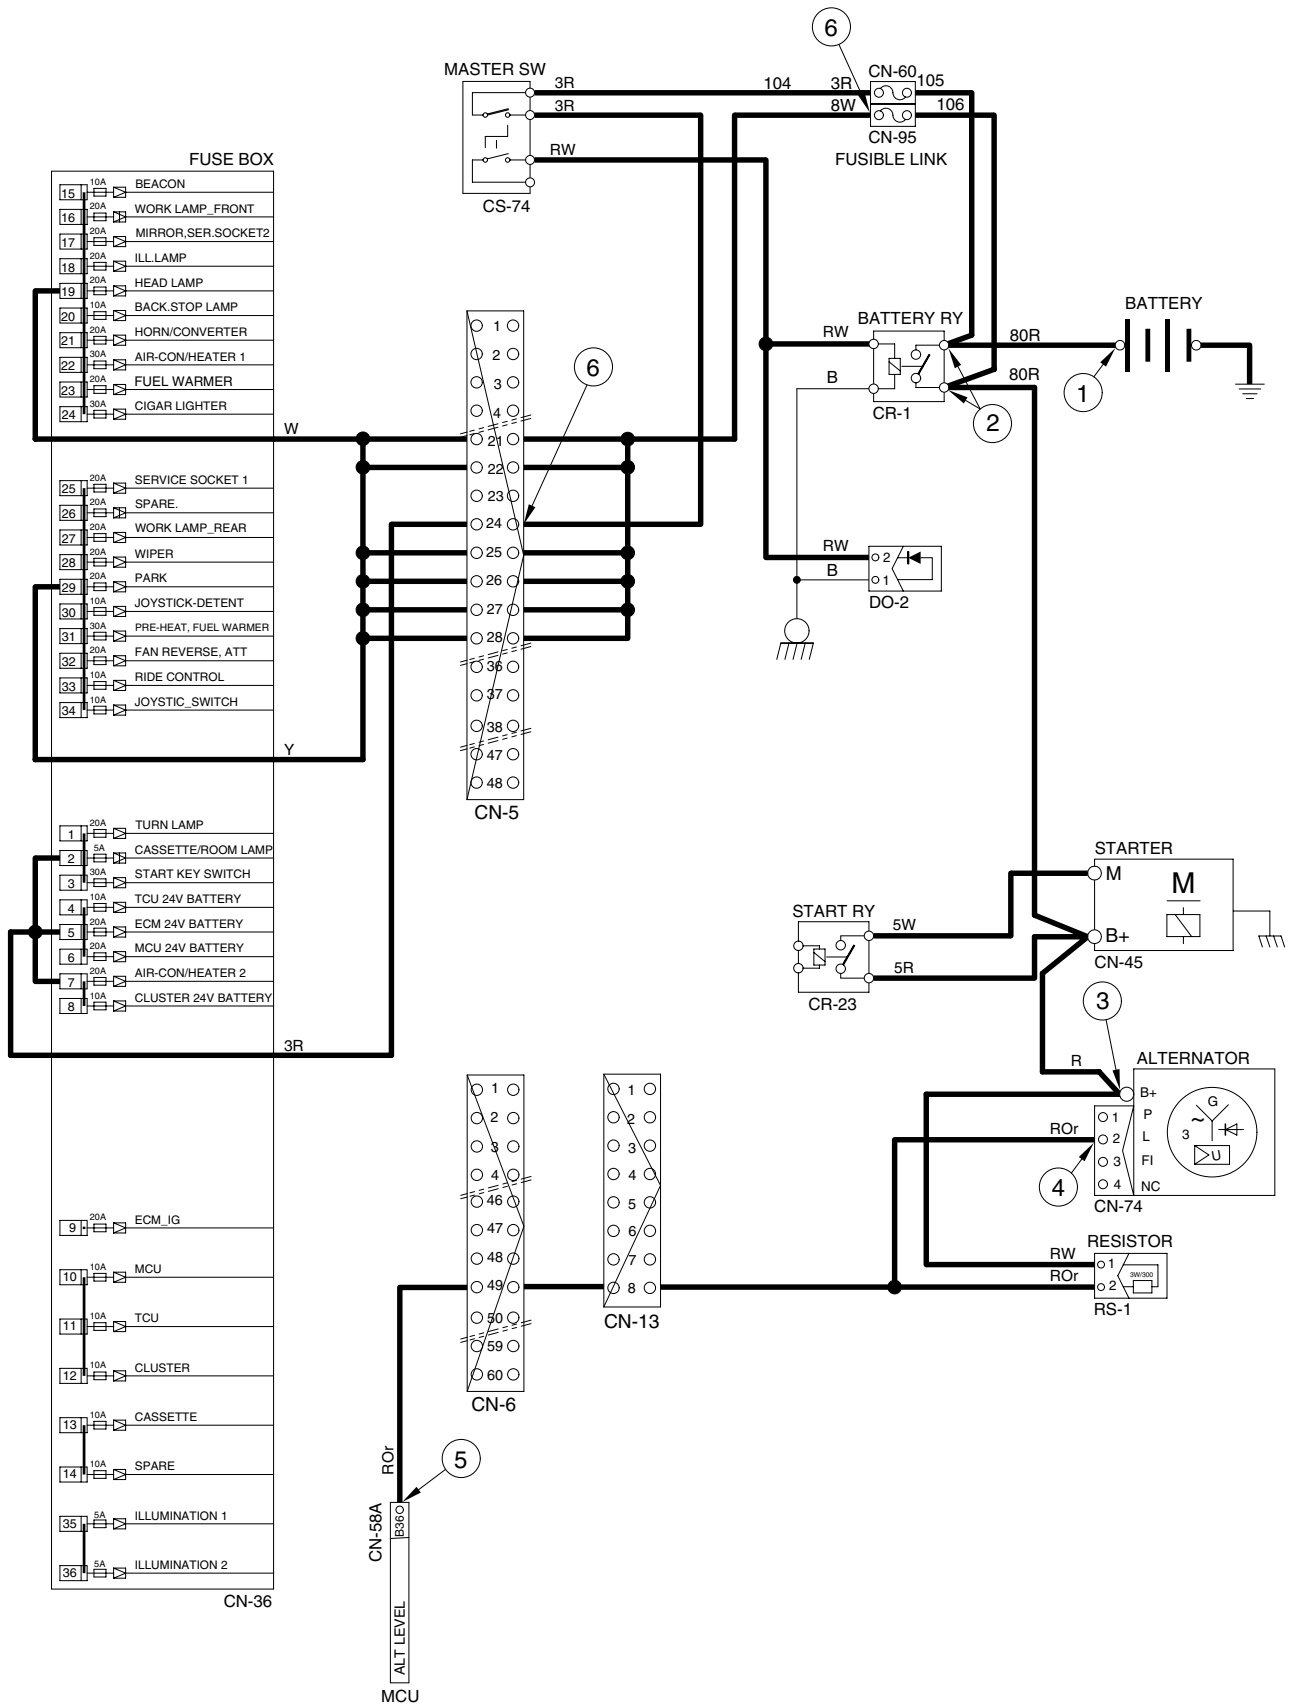 6
MASTER SW
3R
104
3R
CN-60
105
3R
8W
106
CN-95
RW
FUSIBLE LINK
CS-74
FUSE BOX
15 10A BEACON
16 20A WORK LAMP_FRONT
17 20A MIRROR,SER.SOCKET2
18 20A ILL.LAMP
19 20A HEAD LAMP
20 10A BACK.STOP LAMP
21 20A HORN/CONVERTER
22 30A AIR-CON/HEATER 1
23 20A FUEL WARMER
24 30A CIGAR LIGHTER
W
25 20A SERVICE SOCKET 1
26 20A SPARE.
27 20A WORK LAMP_REAR
28 20A WIPER
29 20A PARK
30 10A JOYSTICK-DETENT
31 30A PRE-HEAT, FUEL WARMER
32 20A FAN REVERSE, ATT
33 10A RIDE CONTROL
34 10A JOYSTIC_SWITCH
Y
1 20A TURN LAMP
2 5A CASSETTE/ROOM LAMP
3 30A START KEY SWITCH
4 10A TCU 24V BATTERY
5 20A ECM 24V BATTERY
6 20A MCU 24V BATTERY
7 20A AIR-CON/HEATER 2
8 10A CLUSTER 24V BATTERY
3R
9 20A ECM_IG
10 10A MCU
11 10A TCU
12 10A CLUSTER
13 10A CASSETTE
14 10A SPARE
35 5A ILLUMINATION 1
36 5A ILLUMINATION 2
CN-36
1
2
3
4
21
22
23
24
25
26
27
28
36
37
38
47
48
CN-5
6
BATTERY RY
RW
B
CR-1
80R
80R
2
BATTERY
1
RW
B
2
1
DO-2
STARTER
M
M
B+
CN-45
START RY
5W
5R
CR-23
3
ALTERNATOR
R
B+
1 P
2 L
3 FI
4 NC
G
3 ~
U
ROr
4
CN-74
RESISTOR
RW
1
ROr
2
3W/300
RS-1
1
2
3
4
46
47
48
49
50
59
60
CN-6
1
2
3
4
5
6
7
8
CN-13
ROr
5
CN-58A
B36
ALT LEVEL
MCU